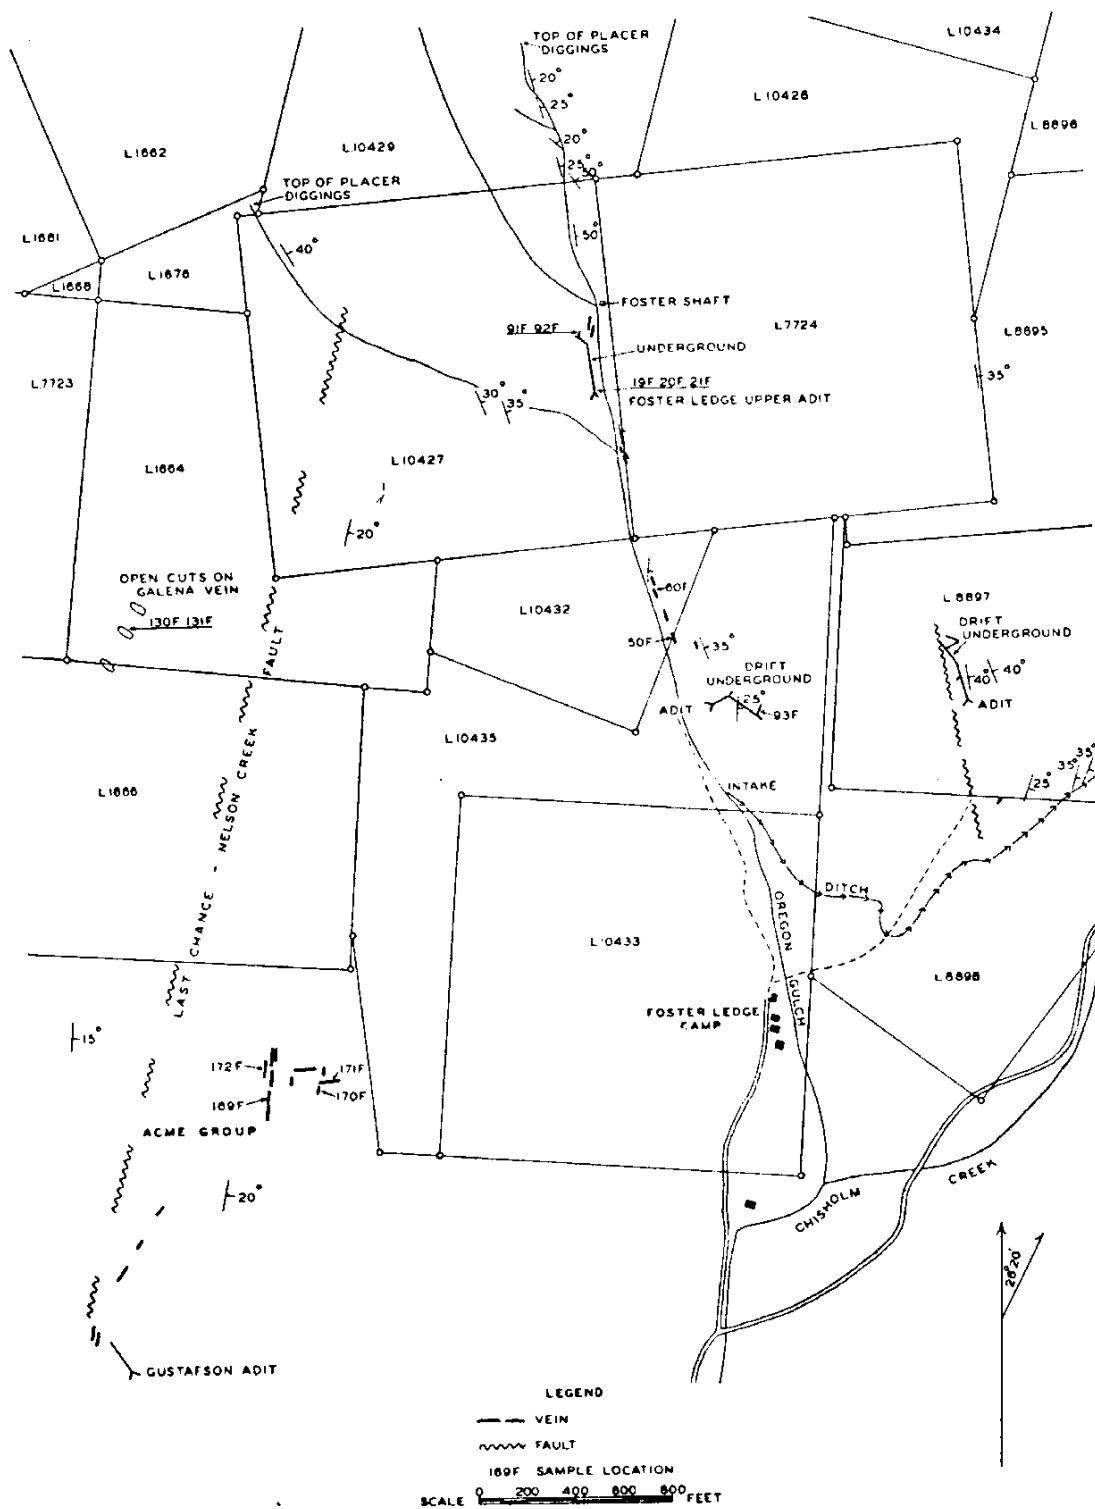 TOP OF PLACER
DIGGINGS
L10434
20°
25°
L10428
L8896
20°
L1662
L10429
25°
50°
TOP OF PLACER
DIGGINGS
L1661
40°
50°
L1668
L1676
FOSTER SHAFT
91F 92F
L7724
L8895
UNDERGROUND
L7723
30°
35°
19F 20F 21F
FOSTER LEDGE UPPER ADIT
35°
L1664
L10427
20°
OPEN CUTS ON
GALENA VEIN
130F 131F
L10432
60F
L8897
50F
35°
DRIFT
UNDERGROUND
DRIFT
UNDERGROUND
40°
40°
ADIT
25°
93F
ADIT
L10435
35°
35°
INTAKE
25°
L1666
LAST CHANCE - NELSON CREEK FAULT
DITCH
OREGON
GULCH
L10433
L8898
FOSTER LEDGE
CAMP
15°
172F
171F
170F
169F
ACME GROUP
20°
CHISHOLM
CREEK
26°20'
GUSTAFSON ADIT
LEGEND
VEIN
FAULT
169F SAMPLE LOCATION
SCALE 0 200 400 600 800 FEET